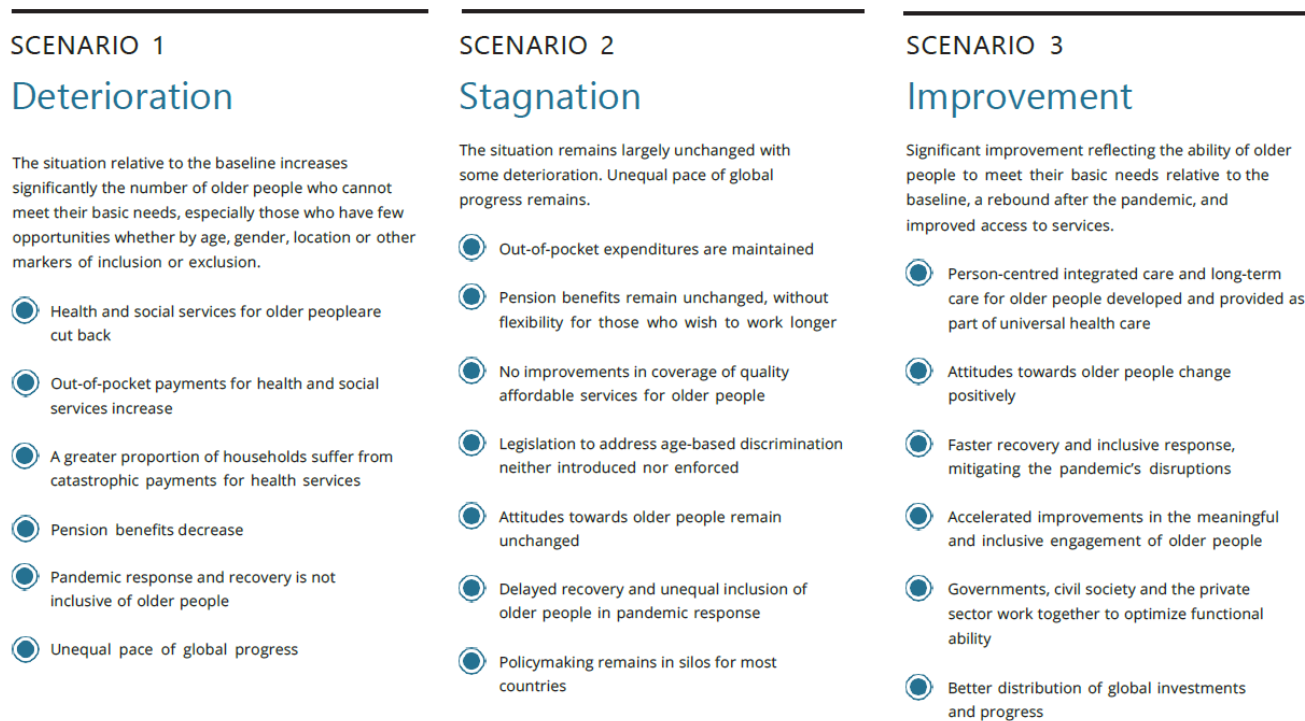 SCENARIO 1
Deterioration
The situation relative to the baseline increases
significantly the number of older people who cannot
meet their basic needs, especially those who have few
opportunities whether by age, gender, location or other
markers of inclusion or exclusion.
Health and social services for older peopleare
cut back
Out-of-pocket payments for health and social
services increase
A greater proportion of households suffer from
catastrophic payments for health services
Pension benefits decrease
Pandemic response and recovery is not
inclusive of older people
Unequal pace of global progress
SCENARIO 2
Stagnation
The situation remains largely unchanged with
some deterioration. Unequal pace of global
progress remains.
Out-of-pocket expenditures are maintained
Pension benefits remain unchanged, without
flexibility for those who wish to work longer
No improvements in coverage of quality
affordable services for older people
Legislation to address age-based discrimination
neither introduced nor enforced
Attitudes towards older people remain
unchanged
Delayed recovery and unequal inclusion of
older people in pandemic response
Policymaking remains in silos for most
countries
SCENARIO 3
Improvement
Significant improvement reflecting the ability of older
people to meet their basic needs relative to the
baseline, a rebound after the pandemic, and
improved access to services.
Person-centred integrated care and long-term
care for older people developed and provided as
part of universal health care
Attitudes towards older people change
positively
Faster recovery and inclusive response,
mitigating the pandemic's disruptions
Accelerated improvements in the meaningful
and inclusive engagement of older people
Governments, civil society and the private
sector work together to optimize functional
ability
Better distribution of global investments
and progress